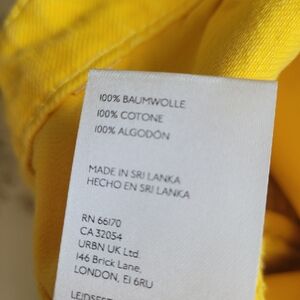 100% BAUMWOLLE
100% COTONE
100% ALGODÓN
MADE IN SRI LANKA
HECHO EN SRI LANKA
RN 66170
CA 32054
URBN UK Ltd.
146 Brick Lane,
LONDON, E1 6RU